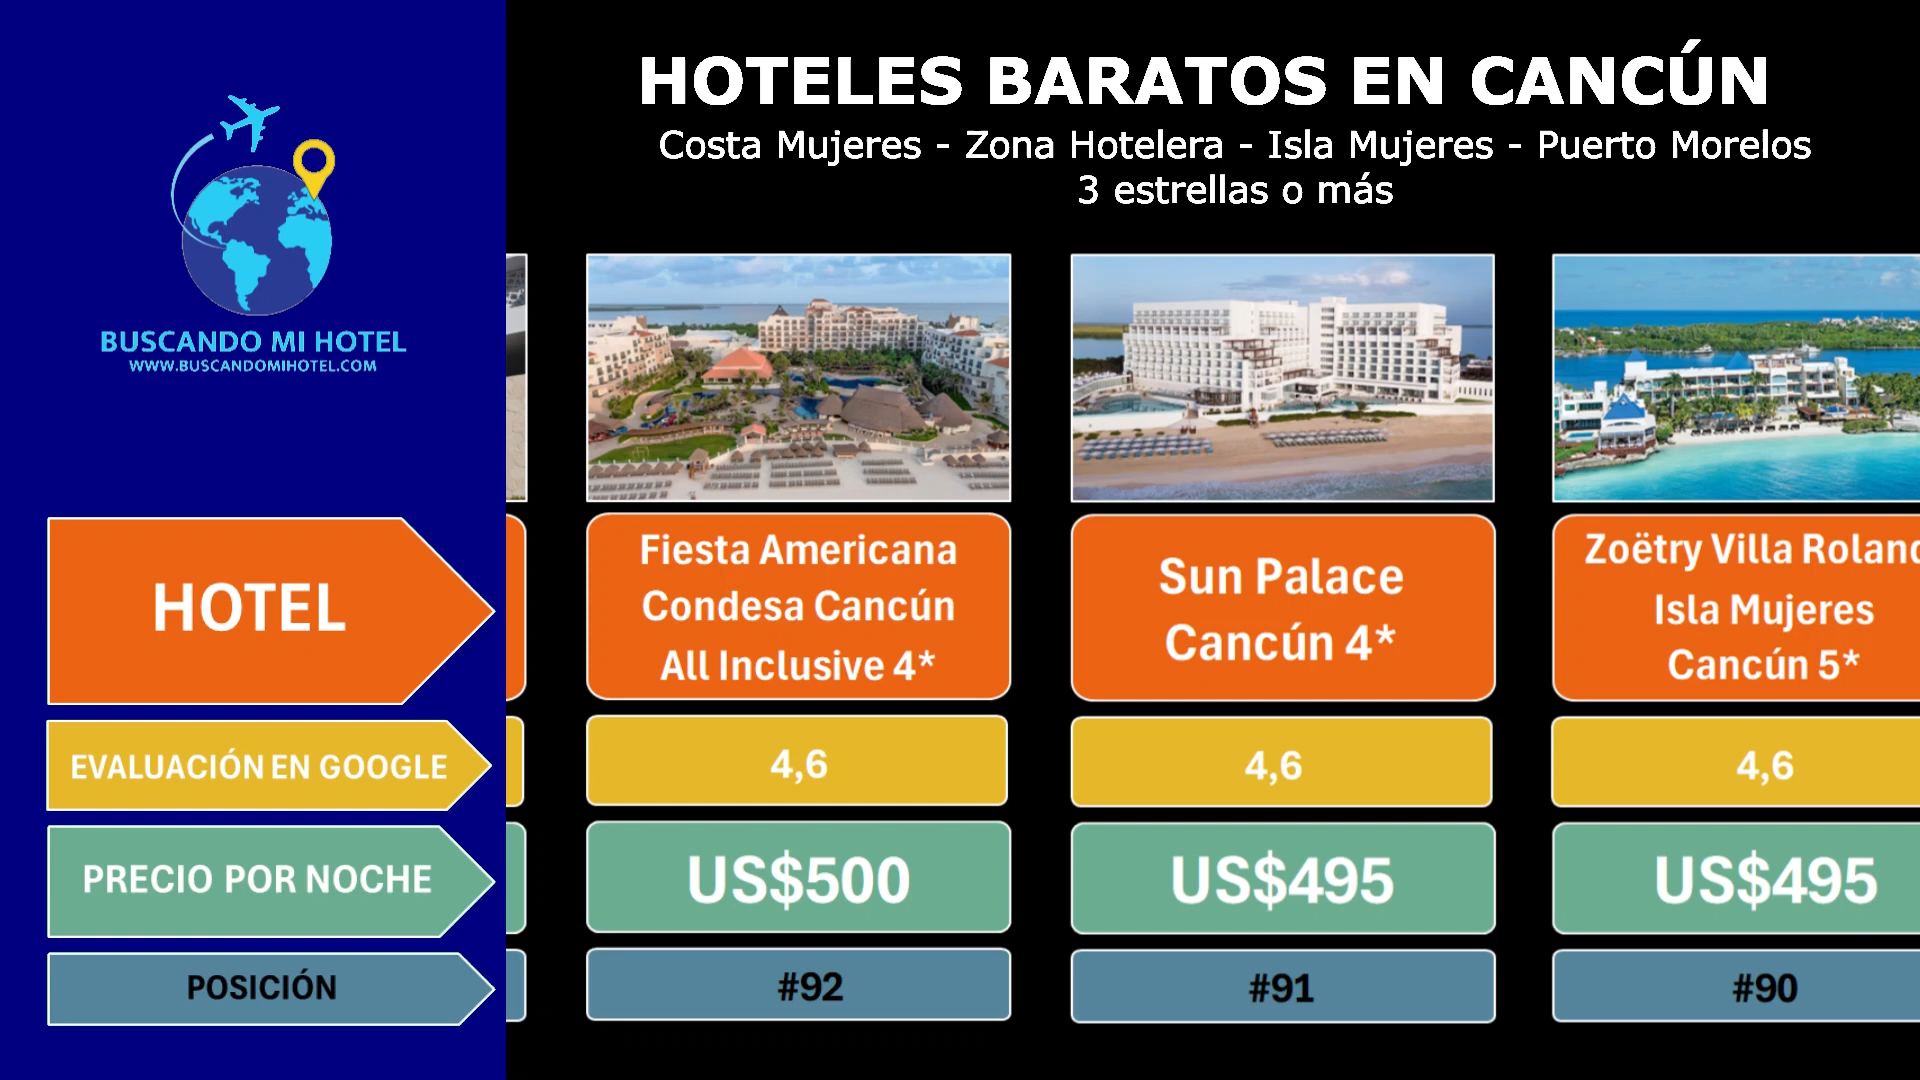 HOTELES BARATOS EN CANCÚN
Costa Mujeres - Zona Hotelera - Isla Mujeres - Puerto Morelos
3 estrellas o más
BUSCANDO MI HOTEL
WWW.BUSCANDOMIHOTEL.COM
HOTEL
Fiesta Americana
Condesa Cancún
All Inclusive 4*
Sun Palace
Cancún 4*
Zoëtry Villa Rolan
Isla Mujeres
Cancún 5*
EVALUACIÓN EN GOOGLE
4,6
4,6
4,6
PRECIO POR NOCHE
US$500
US$495
US$495
POSICIÓN
#92
#91
#90